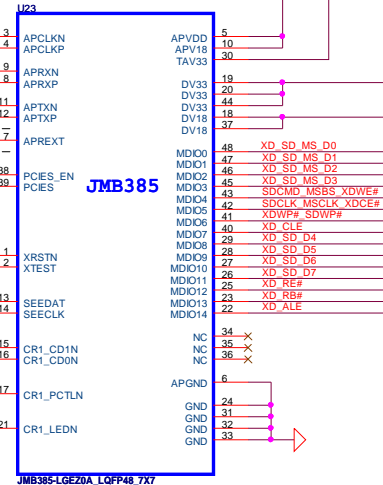 U23
3 APCLKN APVDD 5
4 APCLKP APV18 10
TAV33 30
9 APRXN
8 APRXP DV33 19
DV33 20
11 APTXN DV33 44
12 APTXP DV18 18
DV18 37
7 APREXT
MDIO0 48 XD_SD_MS_D0
MDIO1 47 XD_SD_MS_D1
38 PCIES_EN MDIO2 46 XD_SD_MS_D2
39 PCIES MDIO3 45 XD_SD_MS_D3
JMB385
MDIO4 43 SDCMD_MSBS_XDWE#
MDIO5 42 SDCLK_MSCLK_XDCE#
MDIO6 41 XDWP#_SDWP#
MDIO7 40 XD_CLE
MDIO8 29 XD_SD_D4
1 XRSTN MDIO9 28 XD_SD_D5
2 XTEST MDIO10 27 XD_SD_D6
MDIO11 26 XD_SD_D7
MDIO12 25 XD_RE#
13 SEEDAT MDIO13 23 XD_RB#
14 SEECLK MDIO14 22 XD_ALE
NC 34
15 CR1_CD1N NC 35
16 CR1_CD0N NC 36
APGND 6
17 CR1_PCTLN
GND 24
GND 31
21 CR1_LEDN GND 32
GND 33
JMB385-LGEZ0A_LQFP48_7X7